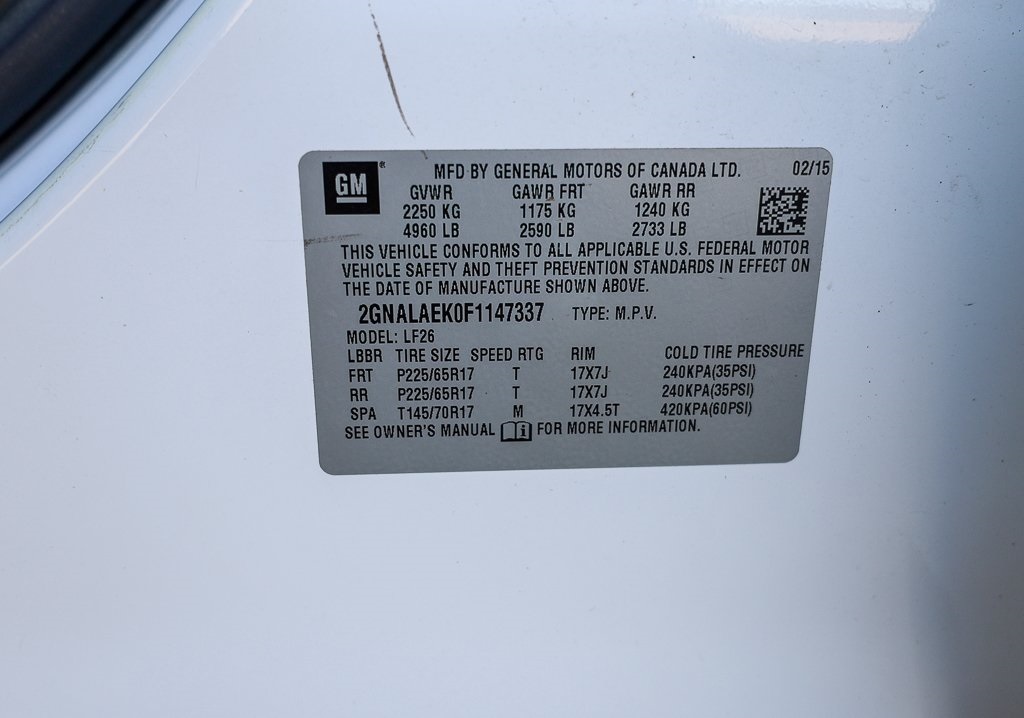 GM ® MFD BY GENERAL MOTORS OF CANADA LTD. 02/15
GVWR GAWR FRT GAWR RR
2250 KG 1175 KG 1240 KG
4960 LB 2590 LB 2733 LB
THIS VEHICLE CONFORMS TO ALL APPLICABLE U.S. FEDERAL MOTOR
VEHICLE SAFETY AND THEFT PREVENTION STANDARDS IN EFFECT ON
THE DATE OF MANUFACTURE SHOWN ABOVE.
2GNALAEK0F1147337 TYPE: M.P.V.
MODEL: LF26
LBBR TIRE SIZE SPEED RTG RIM COLD TIRE PRESSURE
FRT P225/65R17 T 17X7J 240KPA(35PSI)
RR P225/65R17 T 17X7J 240KPA(35PSI)
SPA T145/70R17 M 17X4.5T 420KPA(60PSI)
SEE OWNER'S MANUAL i FOR MORE INFORMATION.